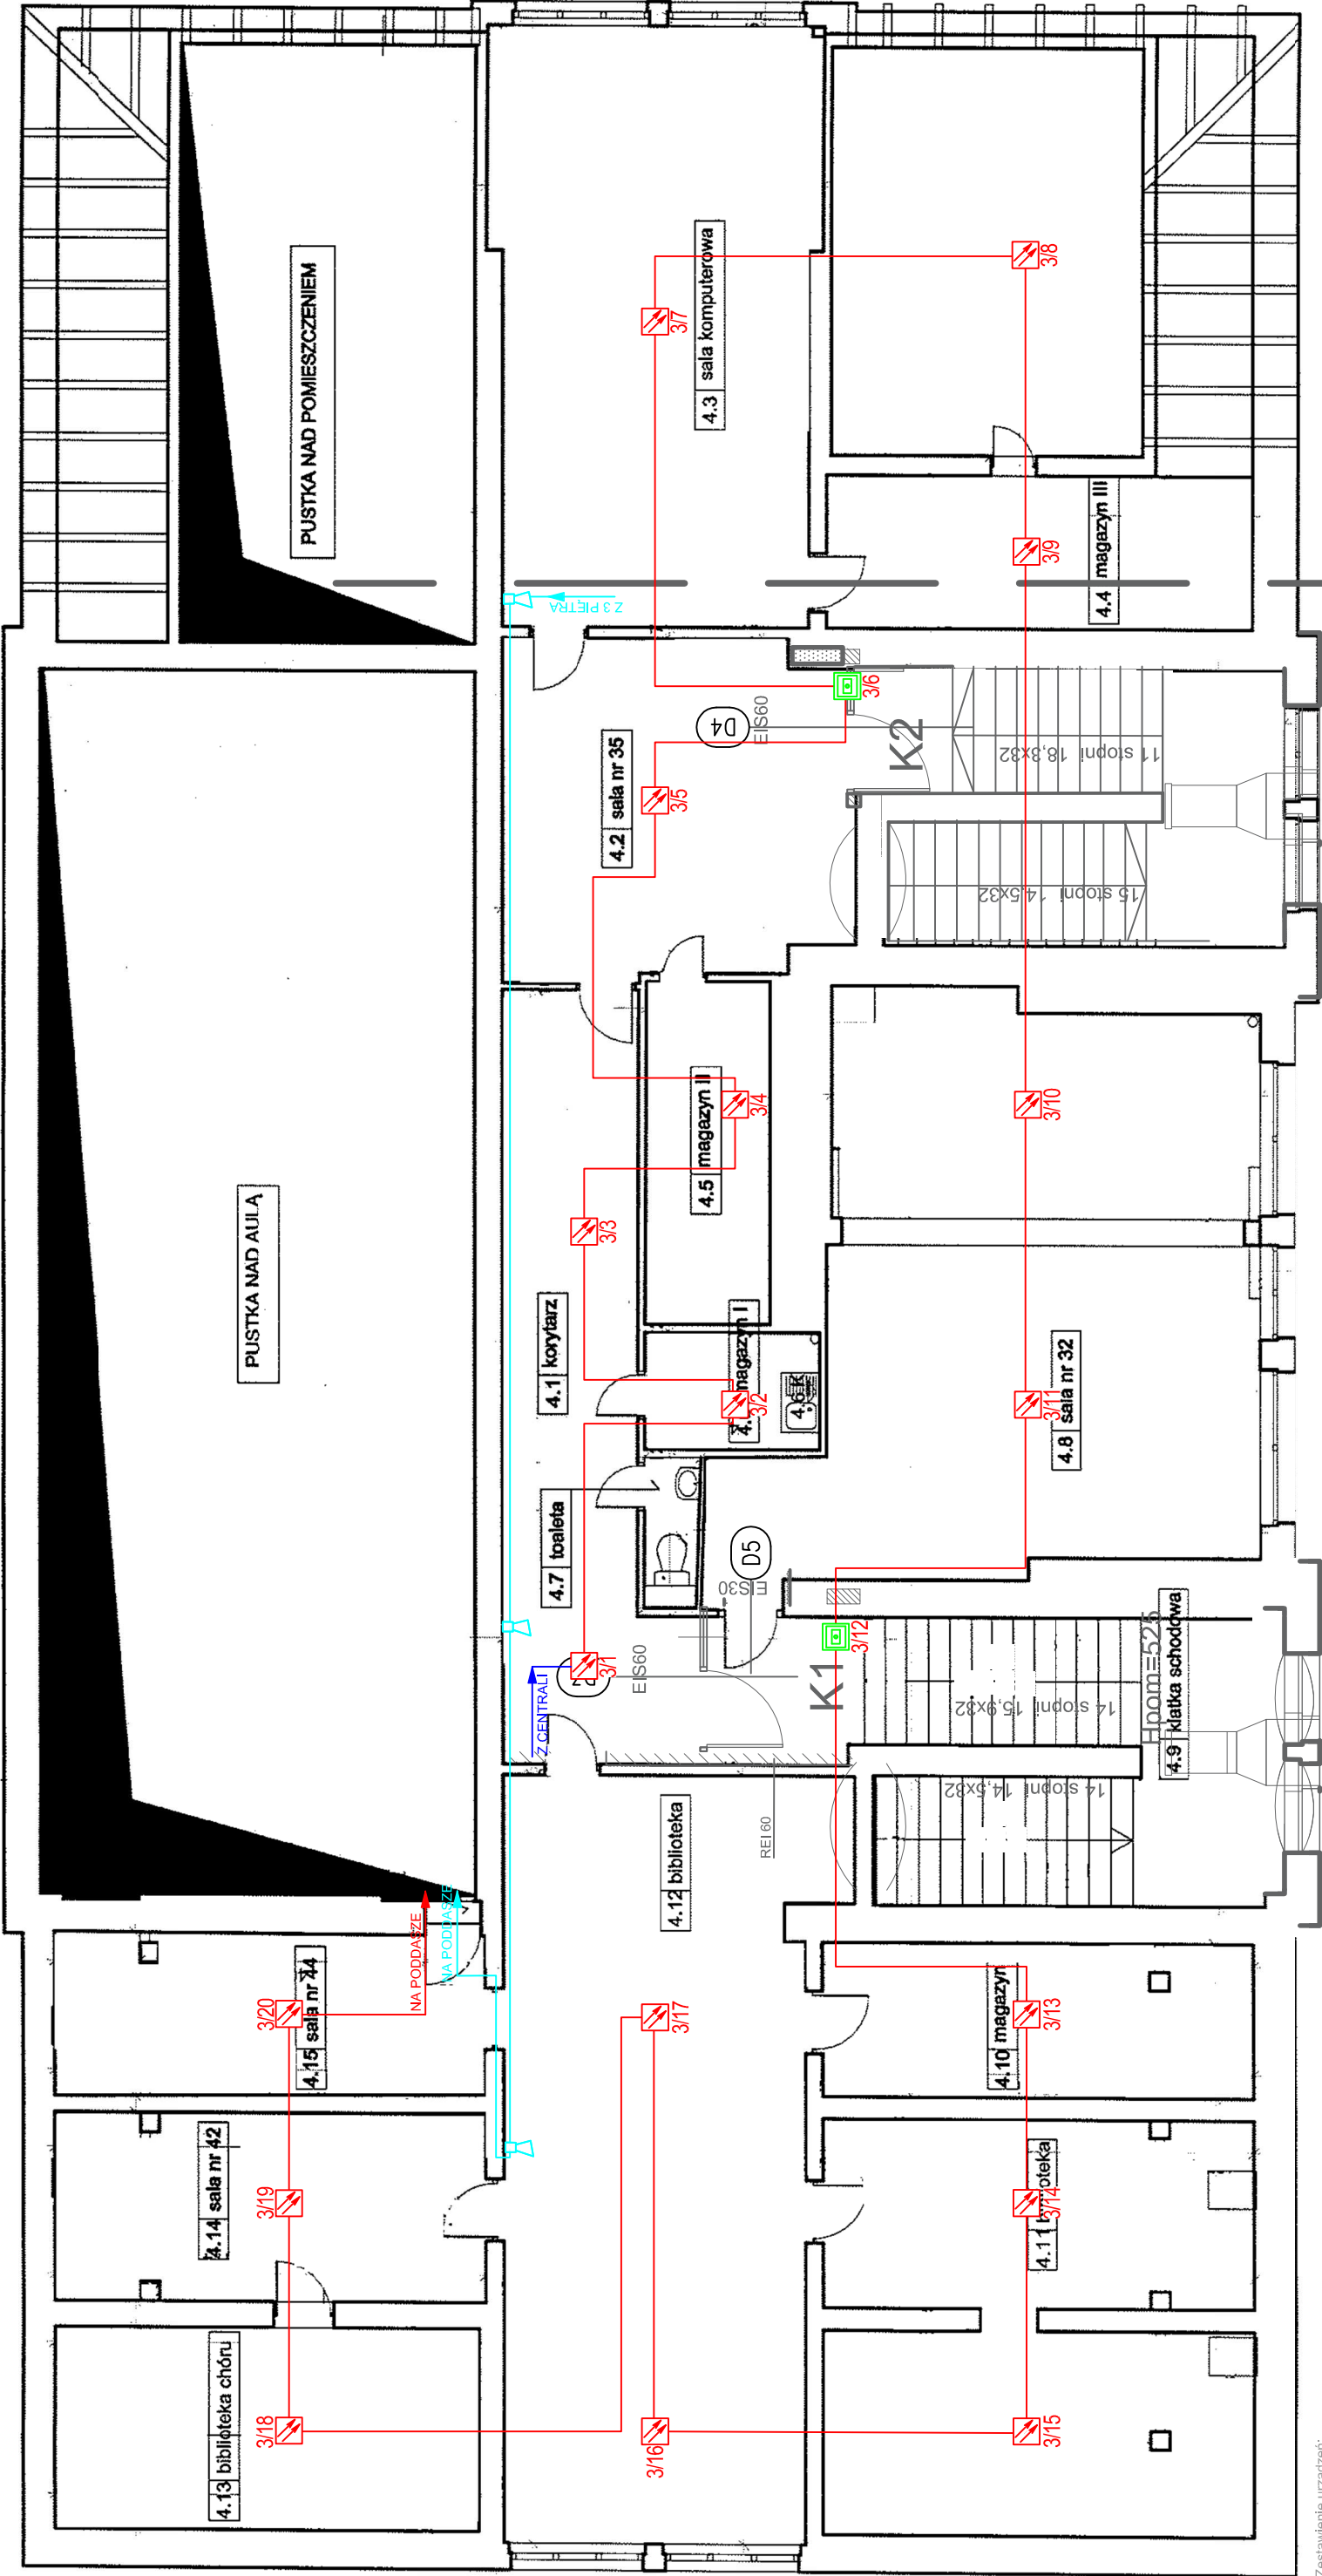 PUSTKA NAD POMIESZCZENIEM
PUSTKA NAD AULĄ
4.3 sala komputerowa
3/7
3/8
3/9
4.4 magazyn III
Z 3 PIĘTRA
4.2 sala nr 35
3/5
3/6
D4
EIS60
K2
11 stopni 18,3x32
15 stopni 14,5x32
4.5 magazyn II
3/4
3/3
3/10
4.1 korytarz
3/2
4.6 K
3/11
4.8 sala nr 32
4.7 toaleta
D5
EIS30
3/1
EIS60
Z CENTRALI
3/12
K1
14 stopni 15,9x32
14 stopni 14,5x32
Hpom=525
4.9 klatka schodowa
REI 60
4.12 biblioteka
NA PODDASZE
NA PODDASZE
3/20
4.15 sala nr 44
3/17
4.10 magazyn
3/13
4.14 sala nr 42
3/19
4.11
3/14
4.13 biblioteka chóru
3/18
3/16
3/15
Zestawienie urządzeń: